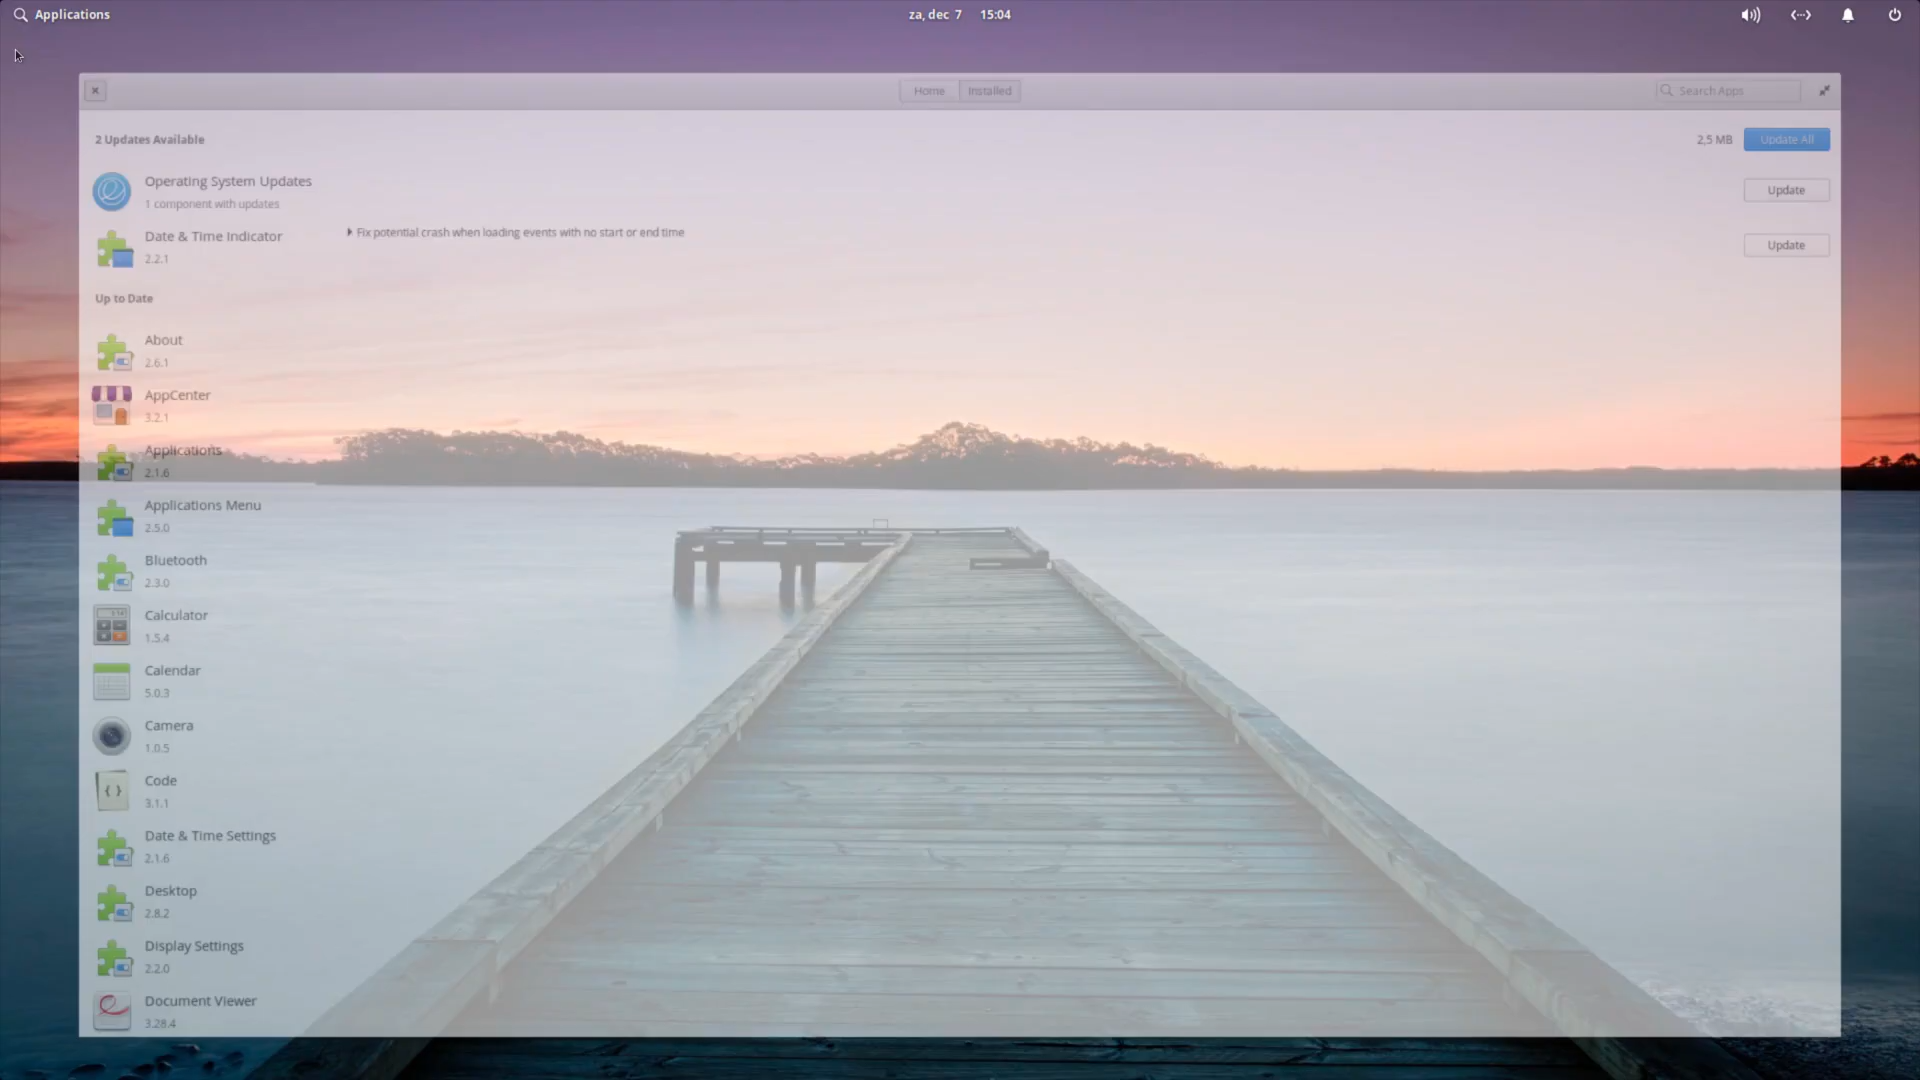 Applications
za, dec 7 15:04
Home Installed
Search Apps
2 Updates Available
2,5 MB
Update All
Operating System Updates
1 component with updates
Update
Date & Time Indicator
2.2.1
Fix potential crash when loading events with no start or end time
Update
Up to Date
About
2.6.1
AppCenter
3.2.1
Applications
2.1.6
Applications Menu
2.5.0
Bluetooth
2.3.0
Calculator
1.5.4
Calendar
5.0.3
Camera
1.0.5
Code
3.1.1
Date & Time Settings
2.1.6
Desktop
2.8.2
Display Settings
2.2.0
Document Viewer
3.28.4